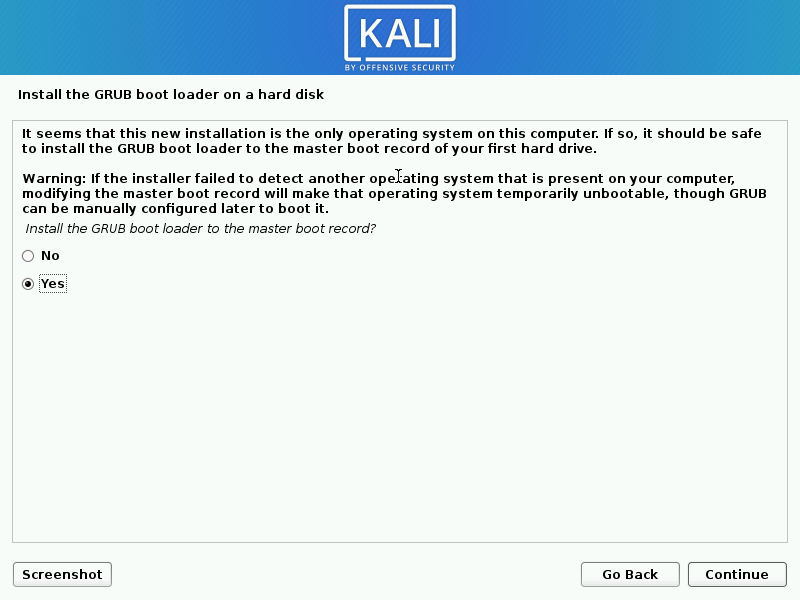 KALI
BY OFFENSIVE SECURITY
Install the GRUB boot loader on a hard disk
It seems that this new installation is the only operating system on this computer. If so, it should be safe
to install the GRUB boot loader to the master boot record of your first hard drive.
Warning: If the installer failed to detect another operating system that is present on your computer,
modifying the master boot record will make that operating system temporarily unbootable, though GRUB
can be manually configured later to boot it.
Install the GRUB boot loader to the master boot record?
No
Yes
Screenshot
Go Back
Continue